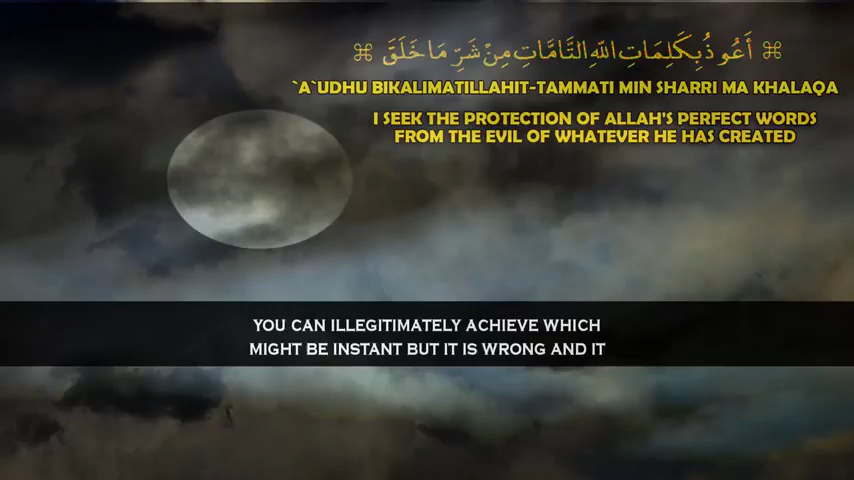 ⌘ أَعُوذُ بِكَلِمَاتِ اللَّهِ التَّامَّاتِ مِنْ شَرِّ مَا خَلَقَ ⌘
`A`UDHU BIKALIMATILLAHIT-TAMMATI MIN SHARRI MA KHALAQA
I SEEK THE PROTECTION OF ALLAH'S PERFECT WORDS
FROM THE EVIL OF WHATEVER HE HAS CREATED
YOU CAN ILLEGITIMATELY ACHIEVE WHICH
MIGHT BE INSTANT BUT IT IS WRONG AND IT